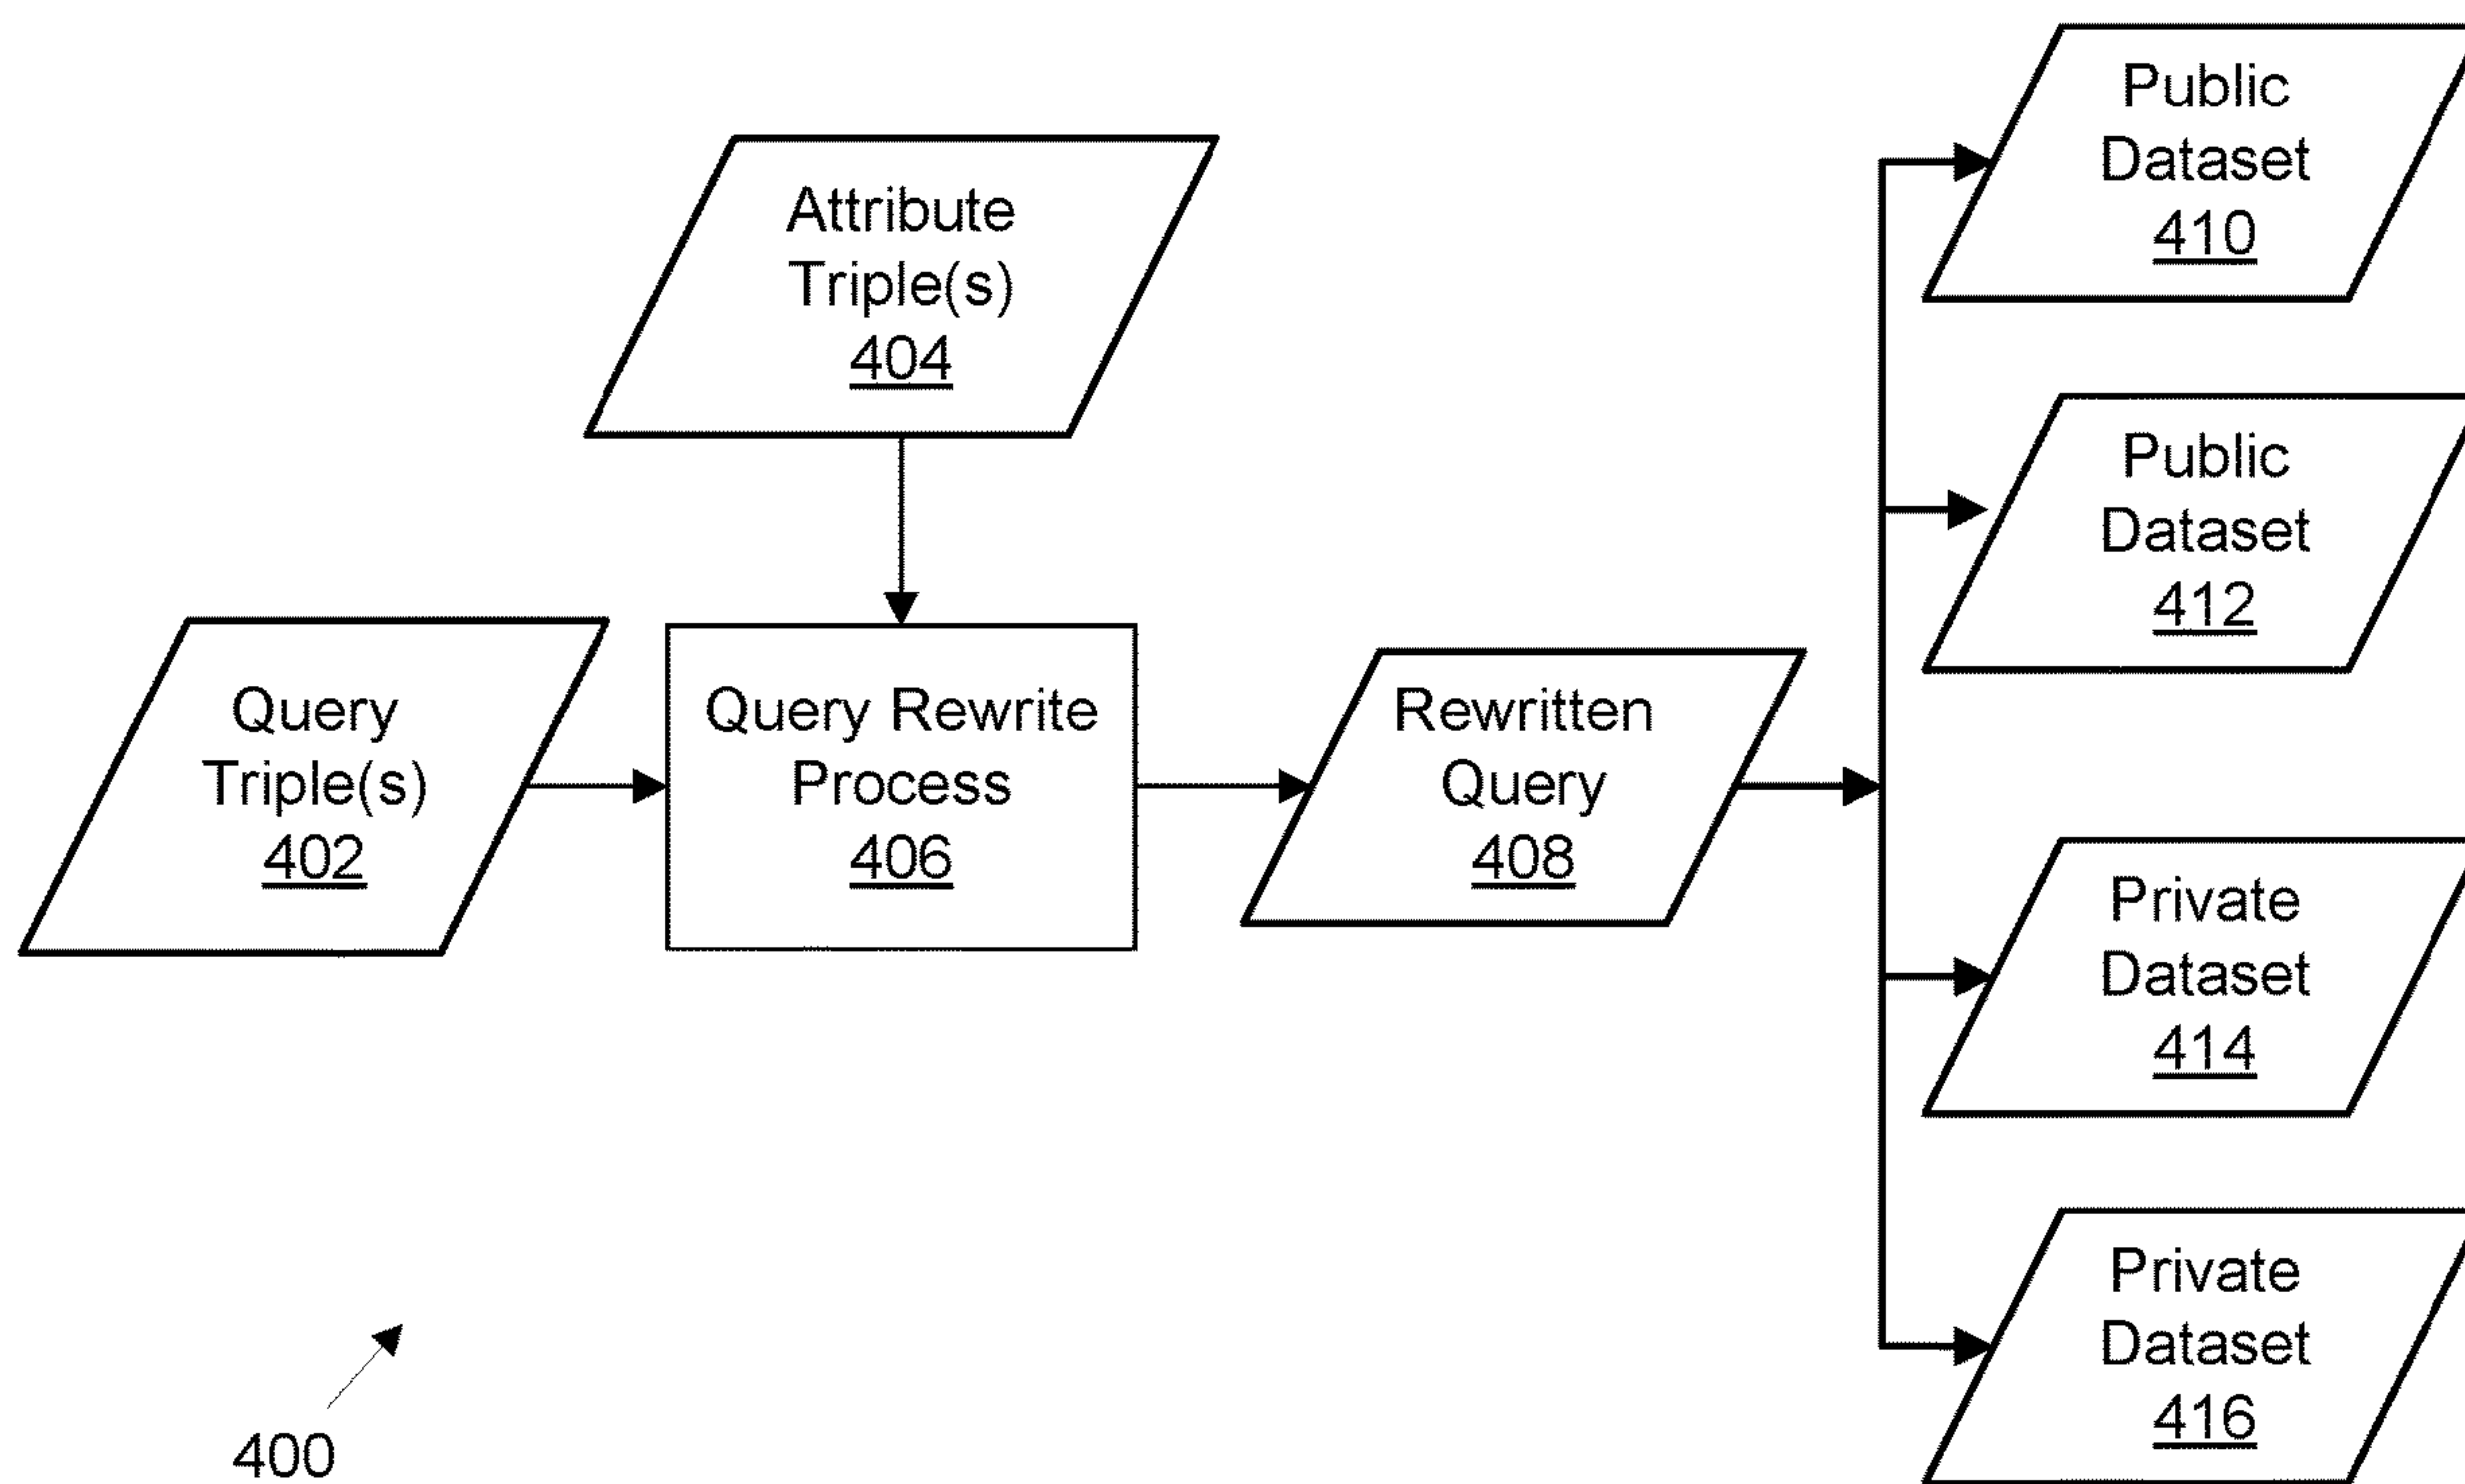 Public
Dataset
410
Attribute
Triple(s)
404
Public
Dataset
412
Query
Triple(s)
402
Query Rewrite
Process
406
Rewritten
Query
408
Private
Dataset
414
Private
Dataset
416
400